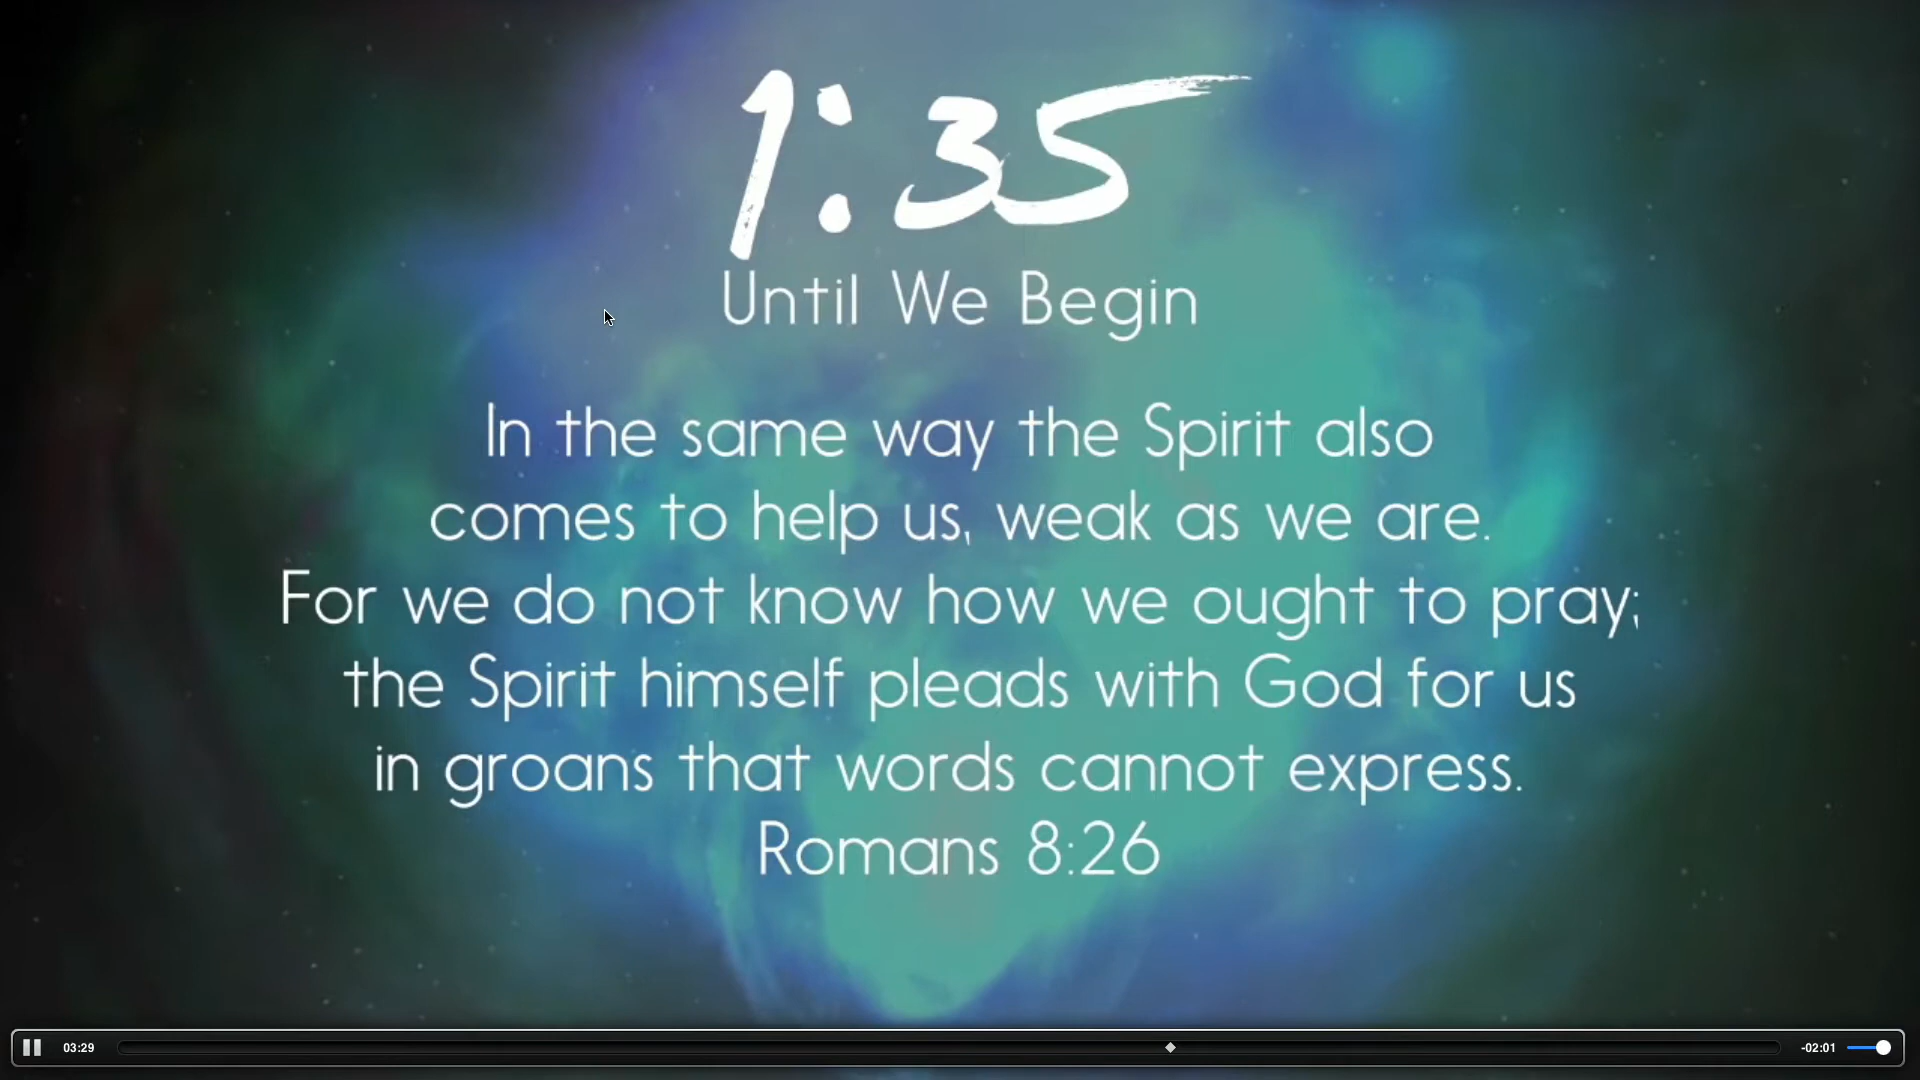 1:35
Until We Begin
In the same way the Spirit also
comes to help us, weak as we are.
For we do not know how we ought to pray;
the Spirit himself pleads with God for us
in groans that words cannot express.
Romans 8:26
03:29
-02:01